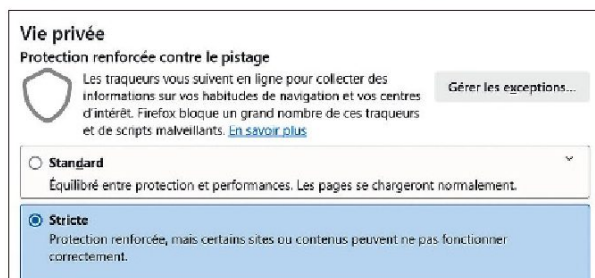 Vie privée
Protection renforcée contre le pistage
Les traqueurs vous suivent en ligne pour collecter des
informations sur vos habitudes de navigation et vos centres
d'intérêt. Firefox bloque un grand nombre de ces traqueurs
et de scripts malveillants. En savoir plus
Gérer les exceptions...
Standard
Équilibré entre protection et performances. Les pages se chargeront normalement.
Stricte
Protection renforcée, mais certains sites ou contenus peuvent ne pas fonctionner
correctement.